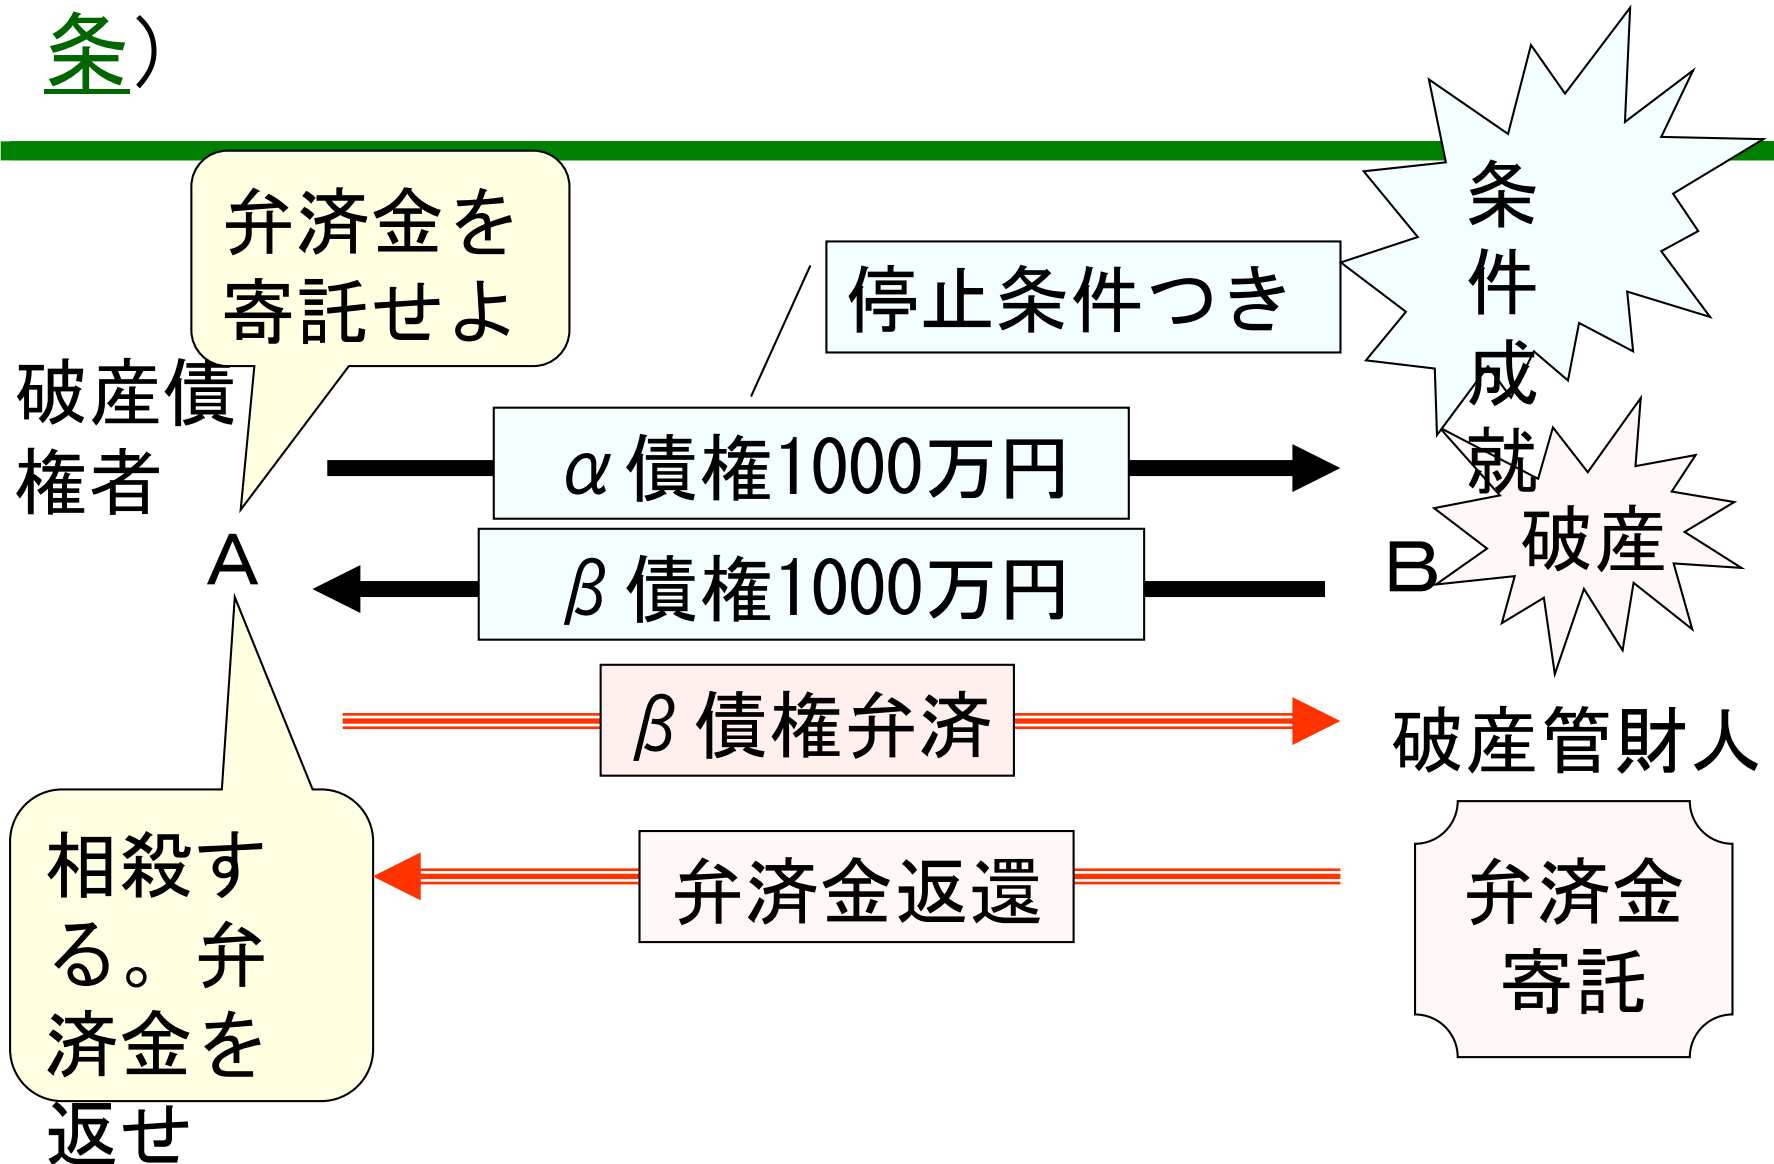 条）
弁済金を
寄託せよ
条
件
成
就
停止条件つき
破産債
権者
α債権1000万円
破産
A
B
β債権1000万円
β債権弁済
破産管財人
相殺す
る。弁
済金を
返せ
弁済金返還
弁済金
寄託